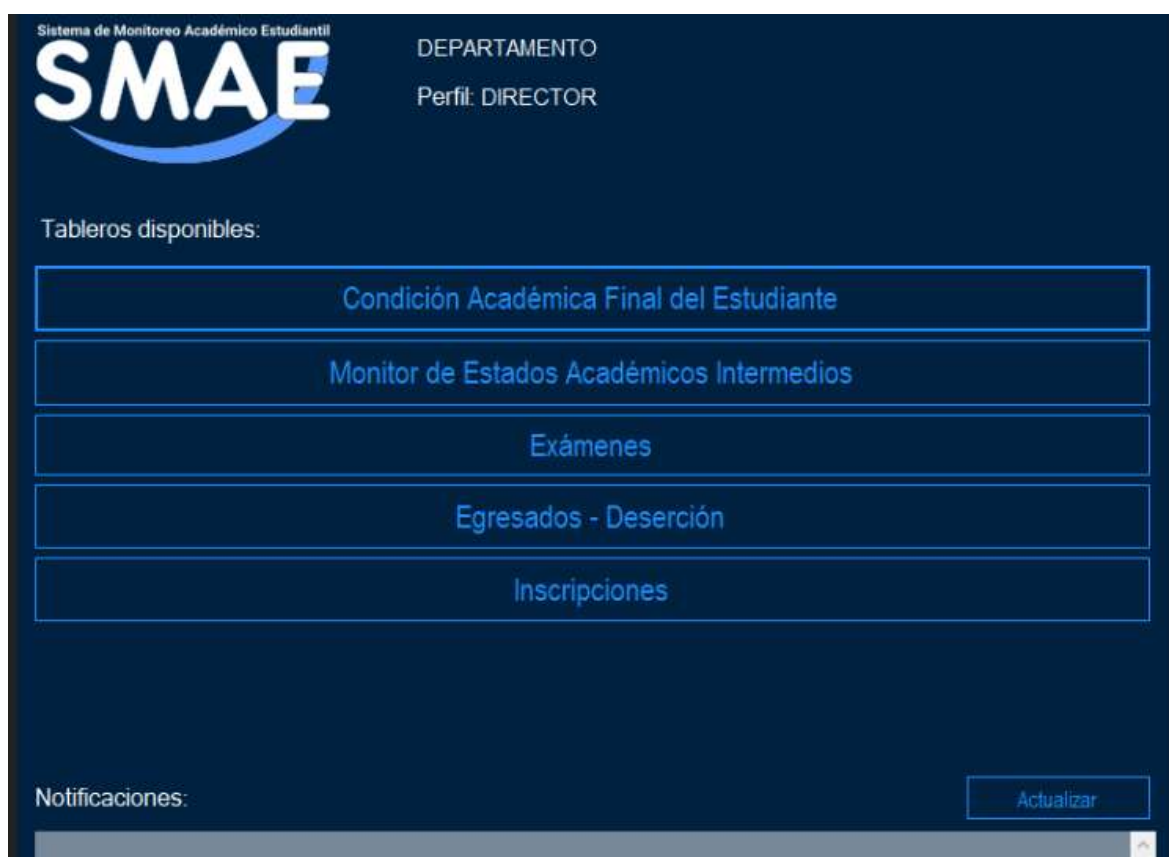 Sistema de Monitoreo Académico Estudiantil
SMAE
DEPARTAMENTO
Perfil: DIRECTOR
Tableros disponibles:
Condición Académica Final del Estudiante
Monitor de Estados Académicos Intermedios
Exámenes
Egresados - Deserción
Inscripciones
Notificaciones:
Actualizar